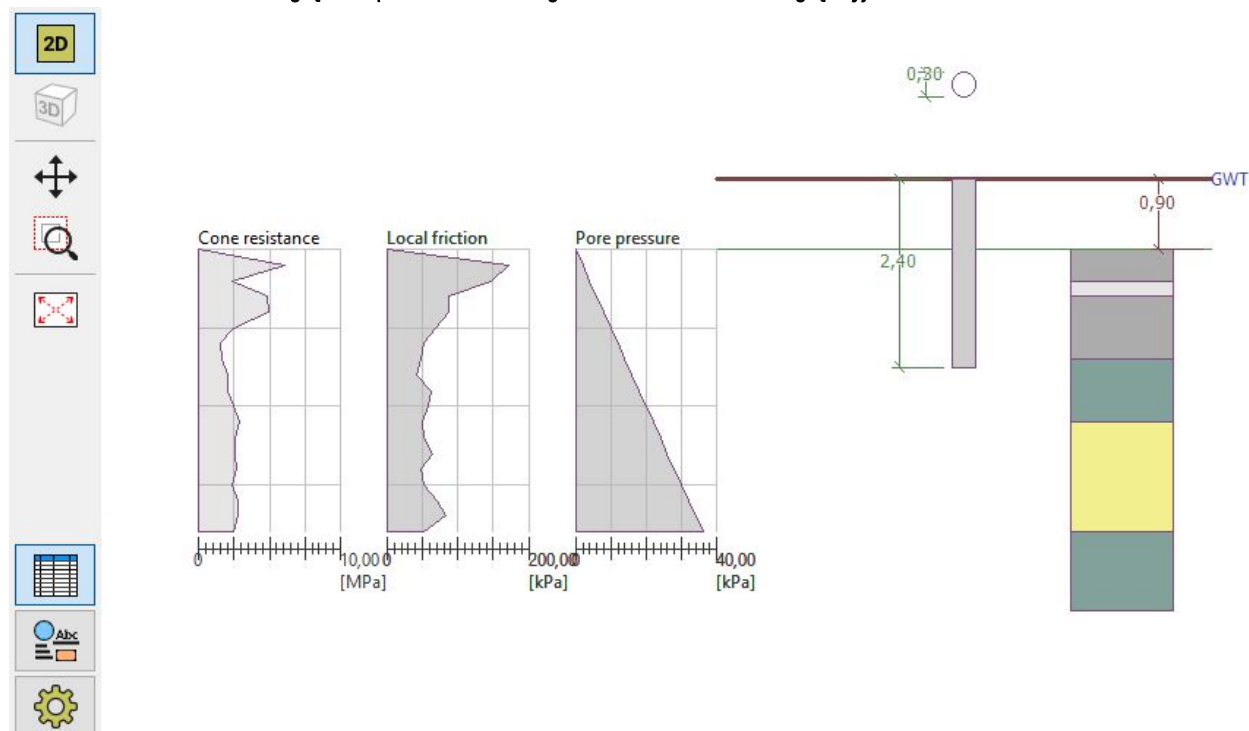 2D
3D
0,30
GWT
0,90
2,40
Cone resistance
Local friction
Pore pressure
0
10,00
[MPa]
0
200,00
[kPa]
0
40,00
[kPa]
Abc